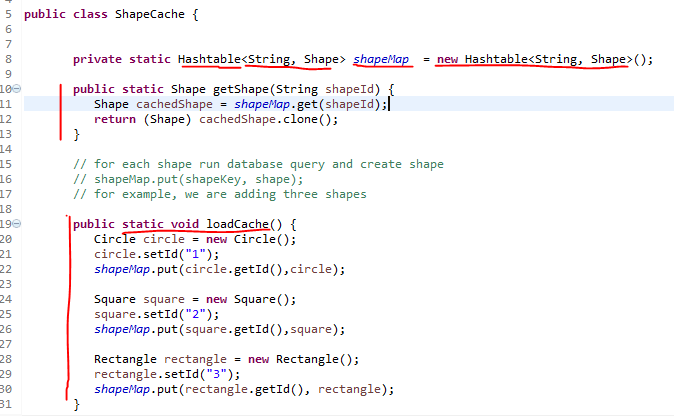 5 public class ShapeCache {
6
7
8 private static Hashtable<String, Shape> shapeMap = new Hashtable<String, Shape>();
9
10 public static Shape getShape(String shapeId) {
11 Shape cachedShape = shapeMap.get(shapeId);
12 return (Shape) cachedShape.clone();
13 }
14
15 // for each shape run database query and create shape
16 // shapeMap.put(shapeKey, shape);
17 // for example, we are adding three shapes
18
19 public static void loadCache() {
20 Circle circle = new Circle();
21 circle.setId("1");
22 shapeMap.put(circle.getId(),circle);
23
24 Square square = new Square();
25 square.setId("2");
26 shapeMap.put(square.getId(),square);
27
28 Rectangle rectangle = new Rectangle();
29 rectangle.setId("3");
30 shapeMap.put(rectangle.getId(), rectangle);
31 }